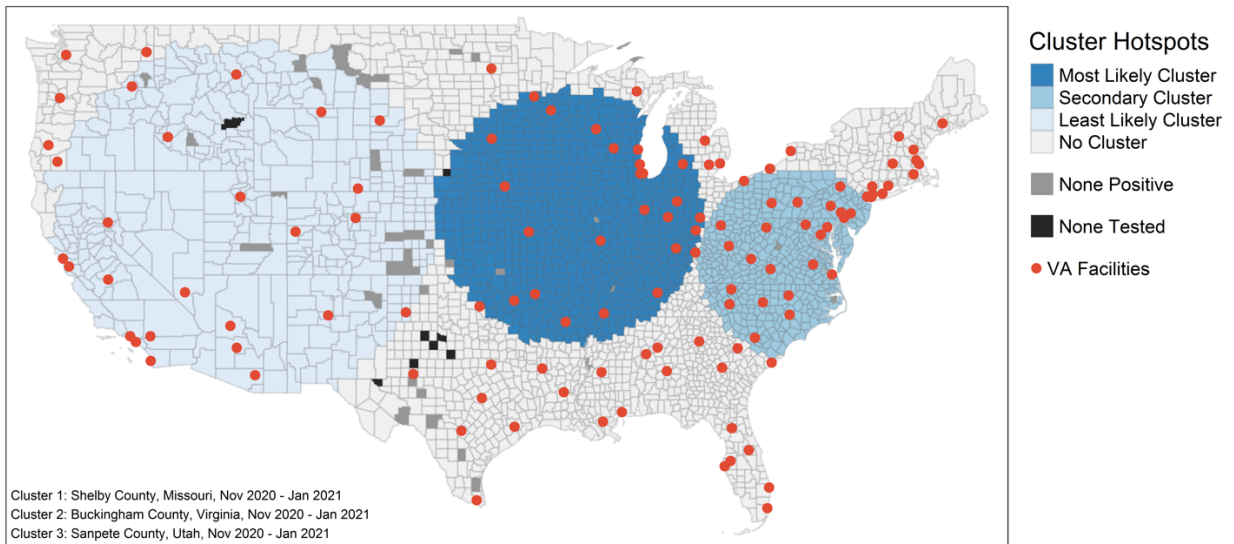 Cluster Hotspots
Most Likely Cluster
Secondary Cluster
Least Likely Cluster
No Cluster
None Positive
None Tested
VA Facilities
Cluster 1: Shelby County, Missouri, Nov 2020 - Jan 2021
Cluster 2: Buckingham County, Virginia, Nov 2020 - Jan 2021
Cluster 3: Sanpete County, Utah, Nov 2020 - Jan 2021